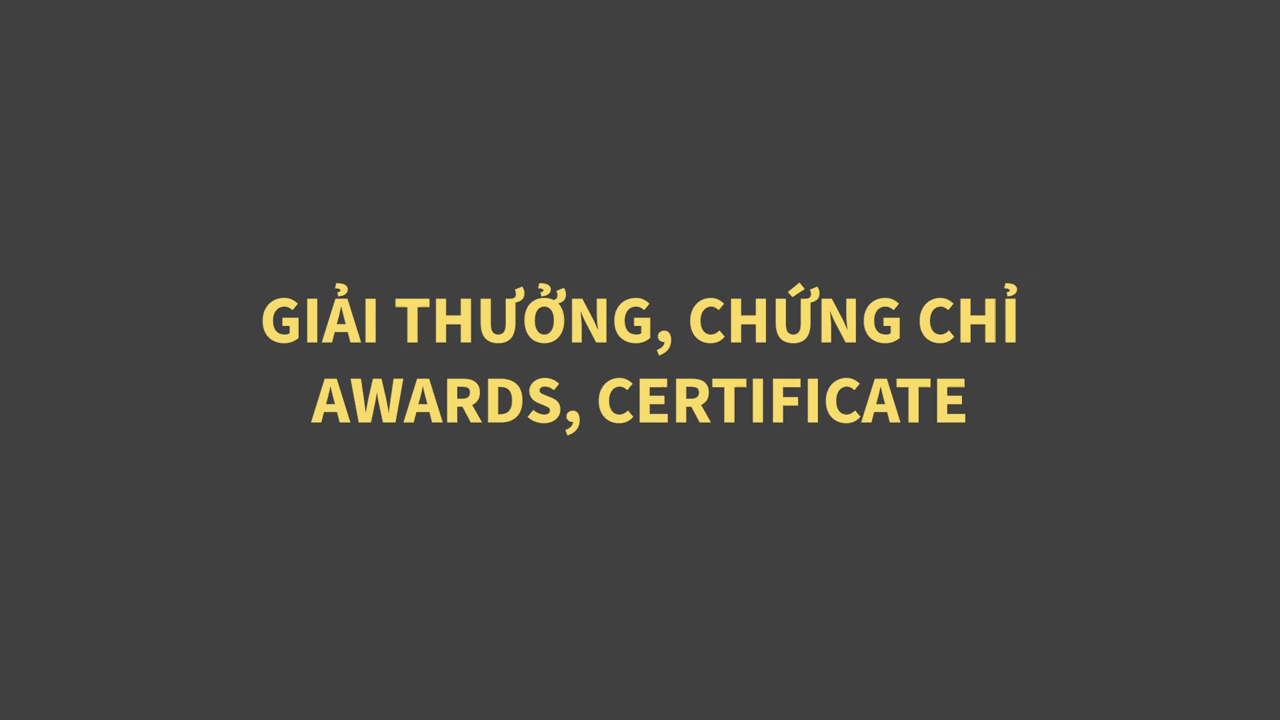 GIẢI THƯỞNG, CHỨNG CHỈ
AWARDS, CERTIFICATE